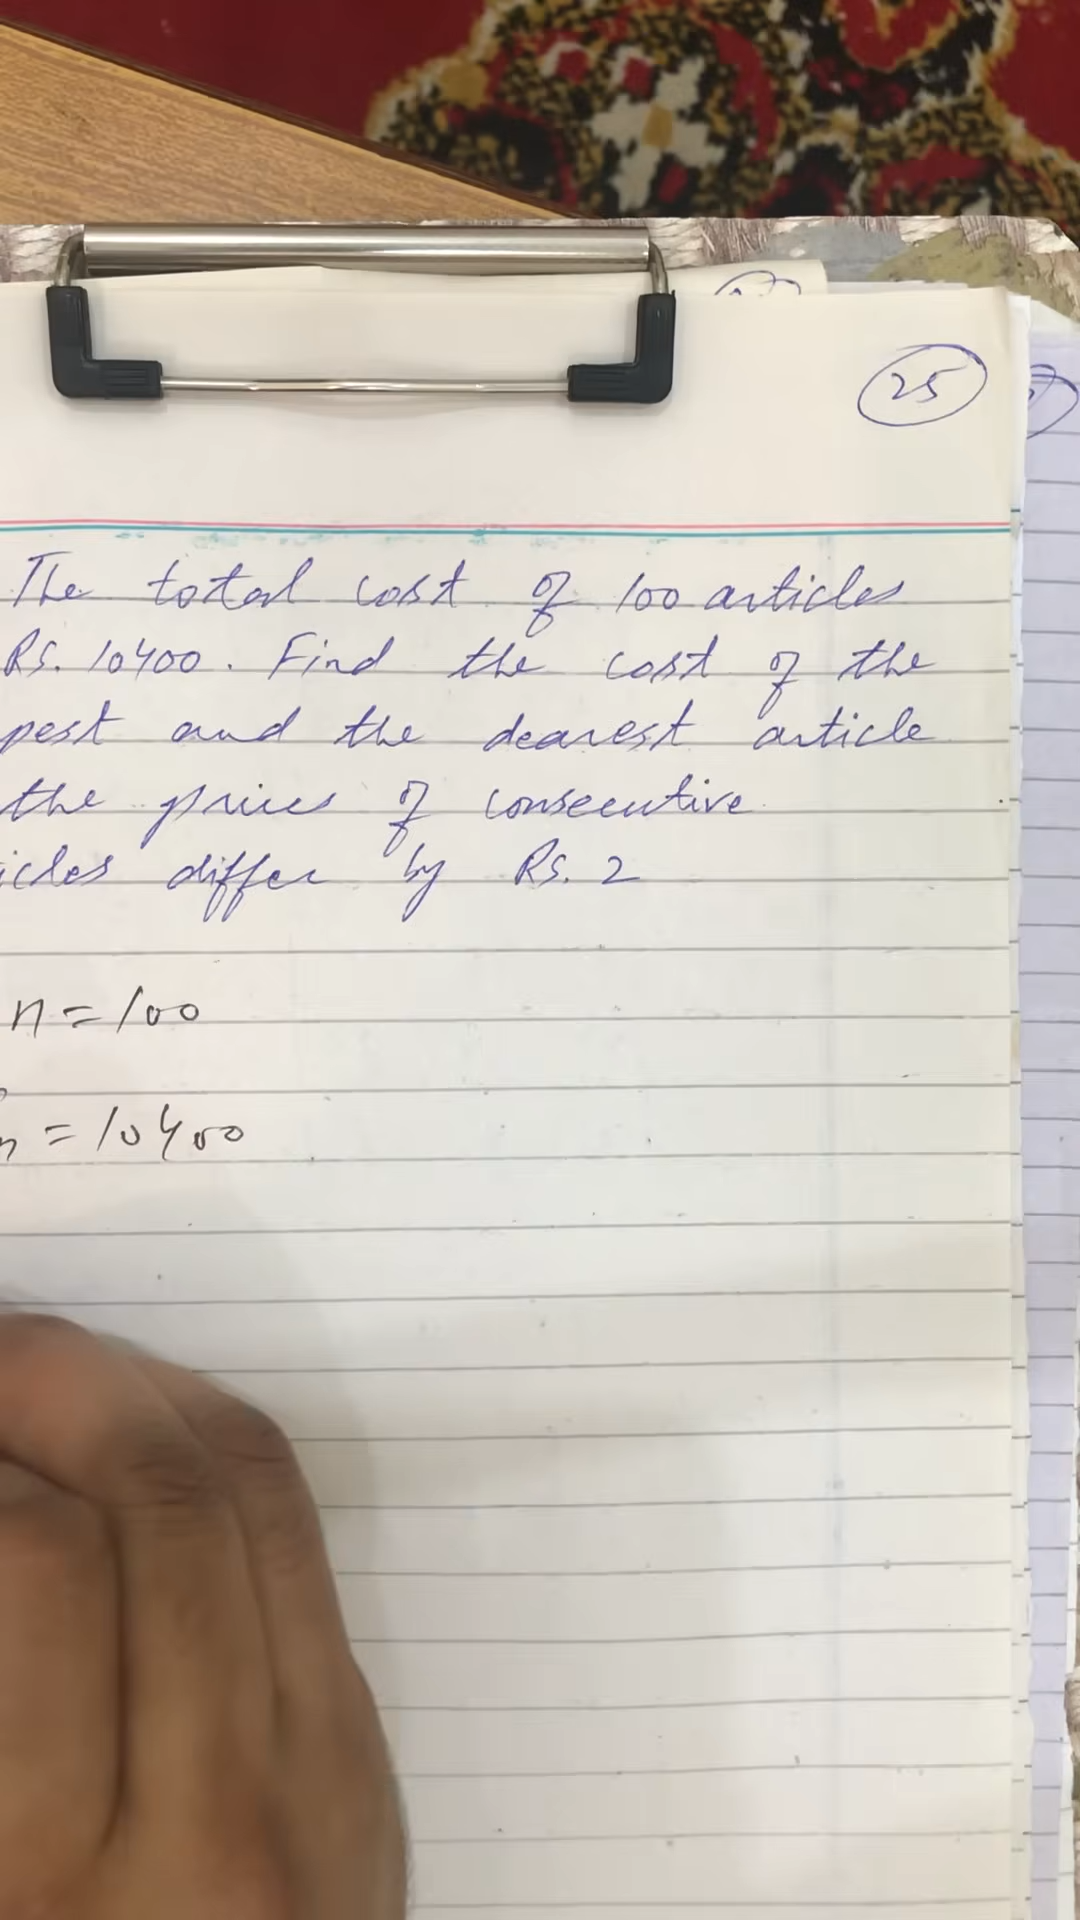 25
The total cost of 100 articles
Rs. 10400. Find the cost of the
pest and the dearest article
the prices of consecutive
icles differ by Rs. 2
n = 100
n = 10400